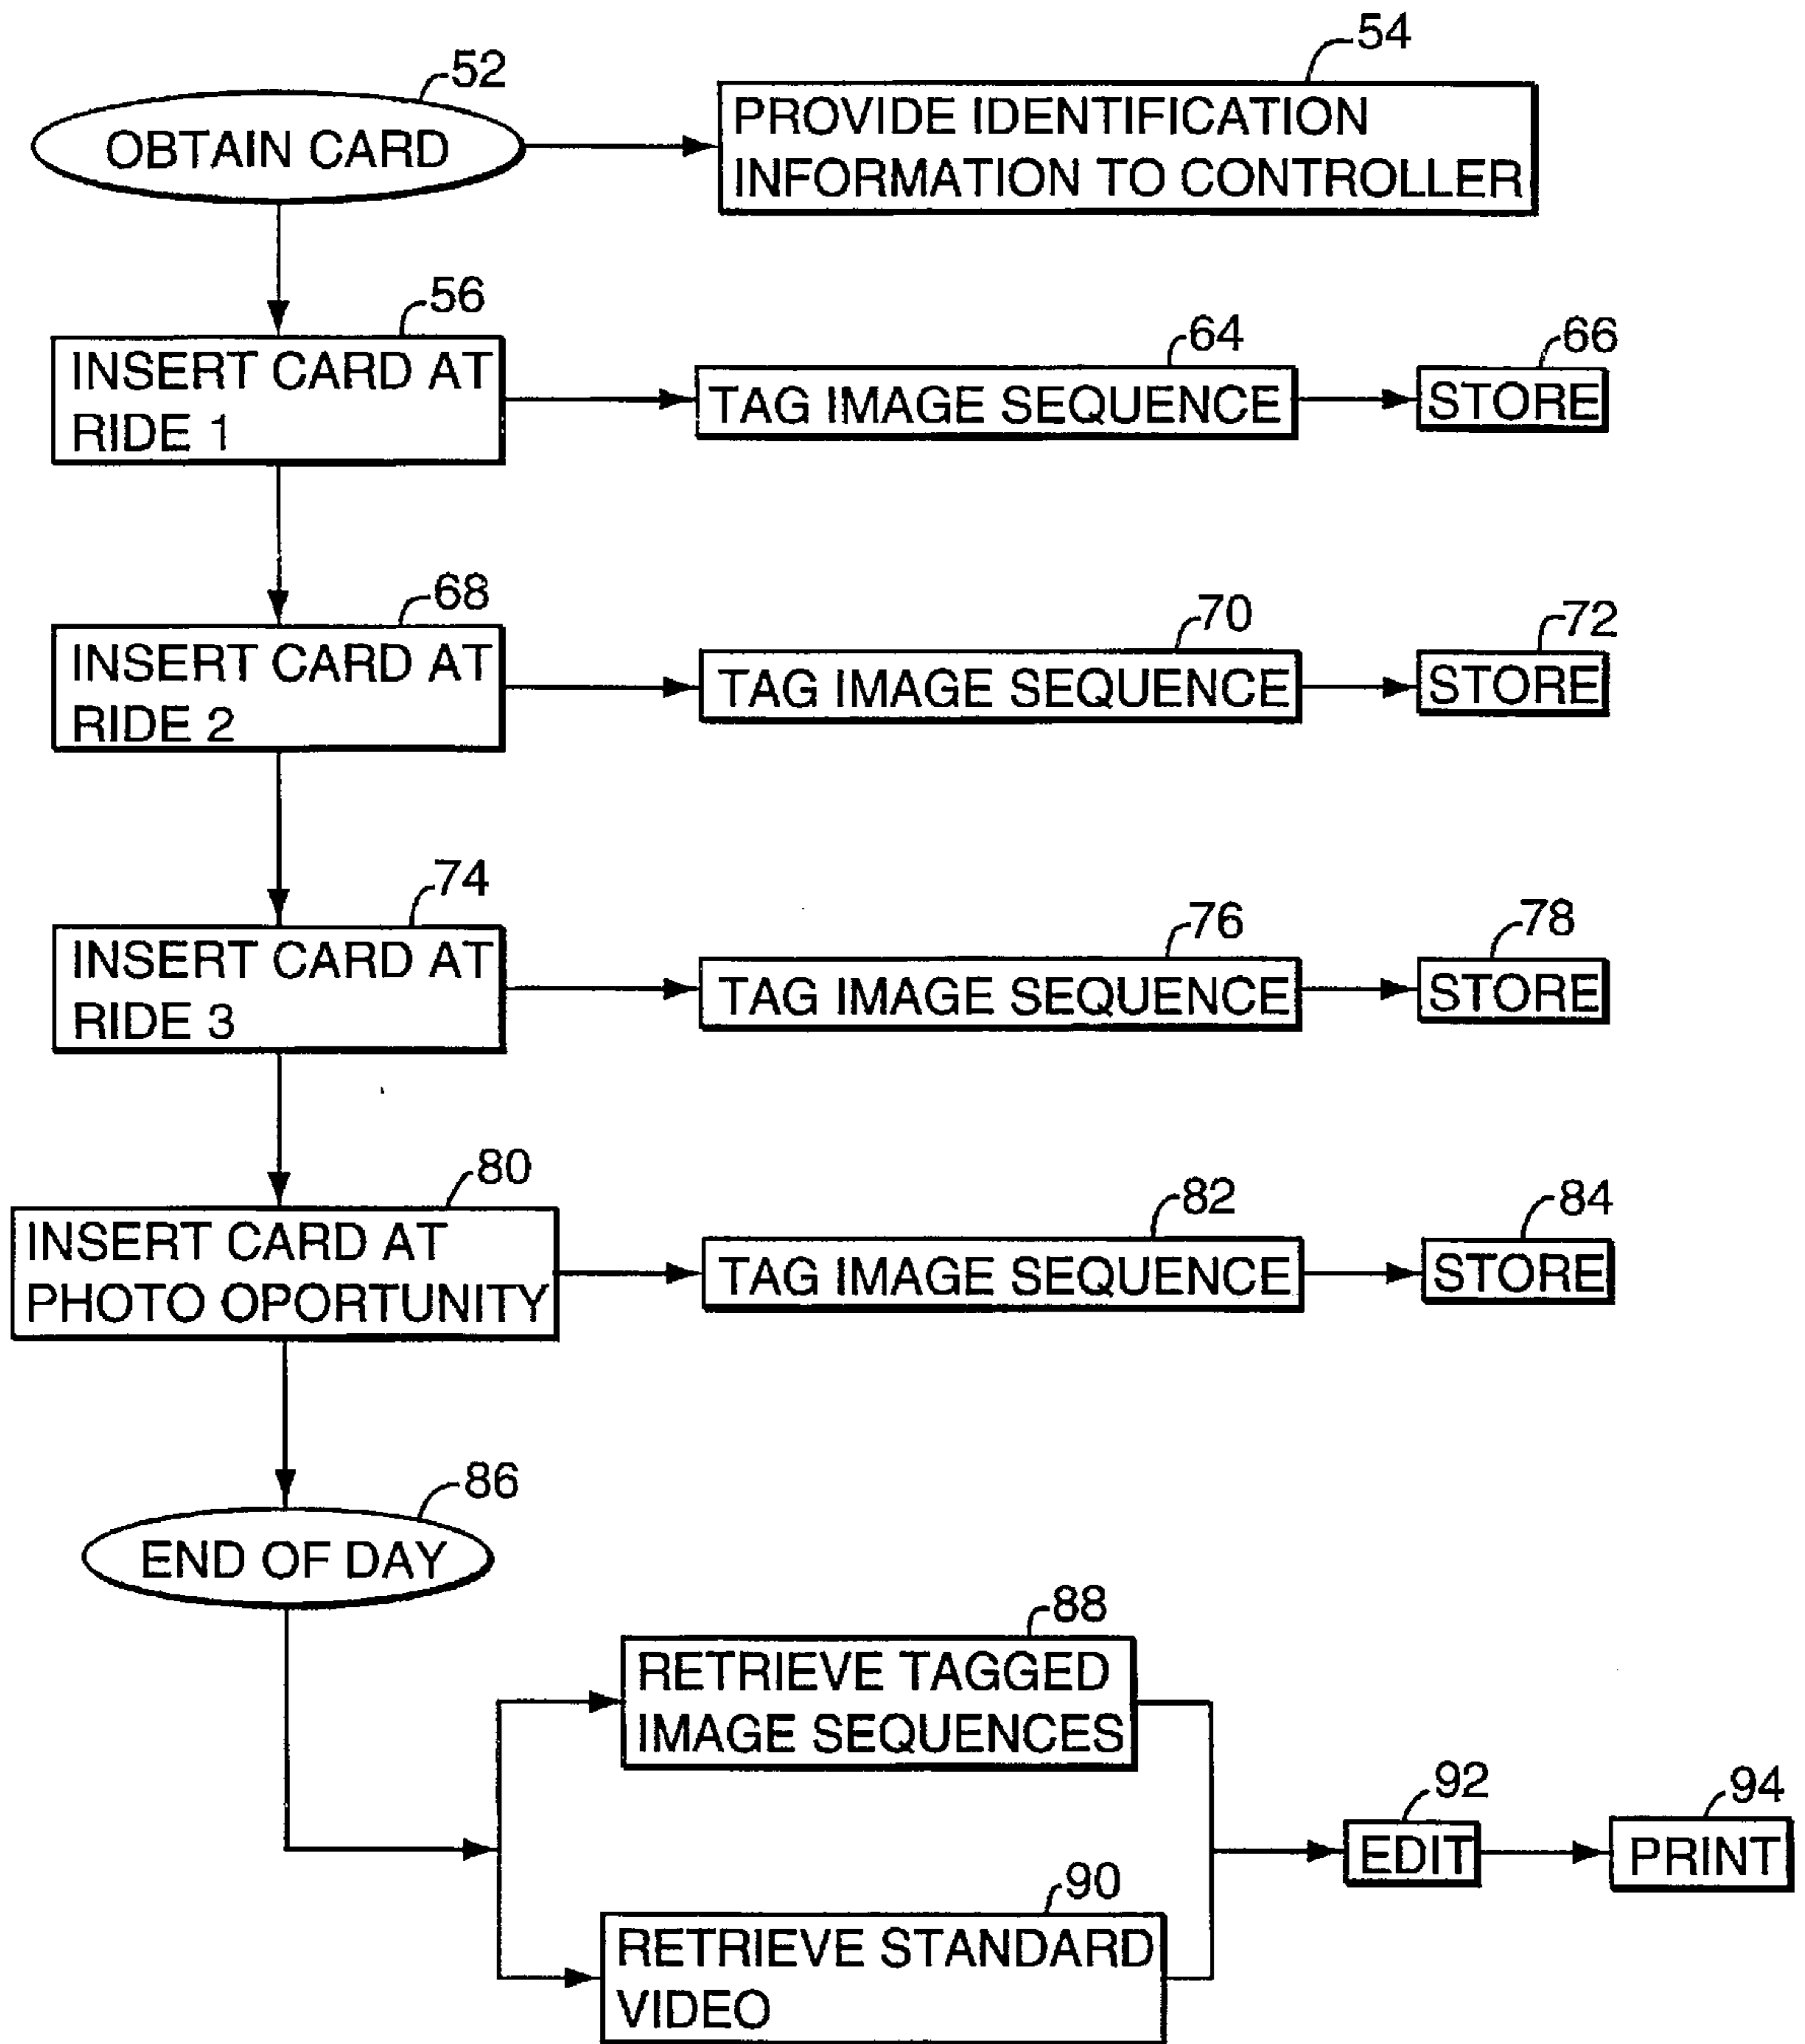 52
OBTAIN CARD
54
PROVIDE IDENTIFICATION
INFORMATION TO CONTROLLER
56
INSERT CARD AT
RIDE 1
64
TAG IMAGE SEQUENCE
66
STORE
68
INSERT CARD AT
RIDE 2
70
TAG IMAGE SEQUENCE
72
STORE
74
INSERT CARD AT
RIDE 3
76
TAG IMAGE SEQUENCE
78
STORE
80
INSERT CARD AT
PHOTO OPORTUNITY
82
TAG IMAGE SEQUENCE
84
STORE
86
END OF DAY
88
RETRIEVE TAGGED
IMAGE SEQUENCES
90
RETRIEVE STANDARD
VIDEO
92
EDIT
94
PRINT